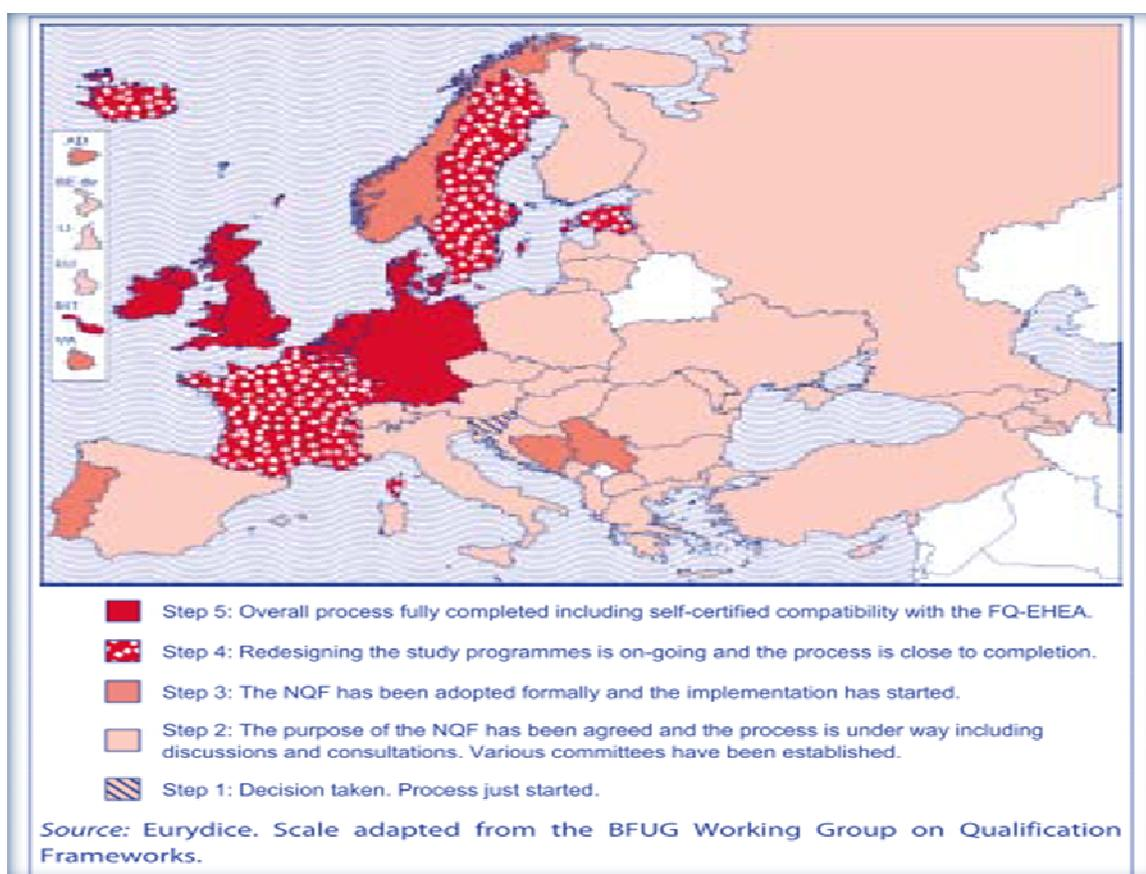 Step 5: Overall process fully completed including self-certified compatibility with the FQ-EHEA.
Step 4: Redesigning the study programmes is on-going and the process is close to completion.
Step 3: The NQF has been adopted formally and the implementation has started.
Step 2: The purpose of the NQF has been agreed and the process is under way including
discussions and consultations. Various committees have been established.
Step 1: Decision taken. Process just started.
Source: Eurydice. Scale adapted from the BFUG Working Group on Qualification
Frameworks.